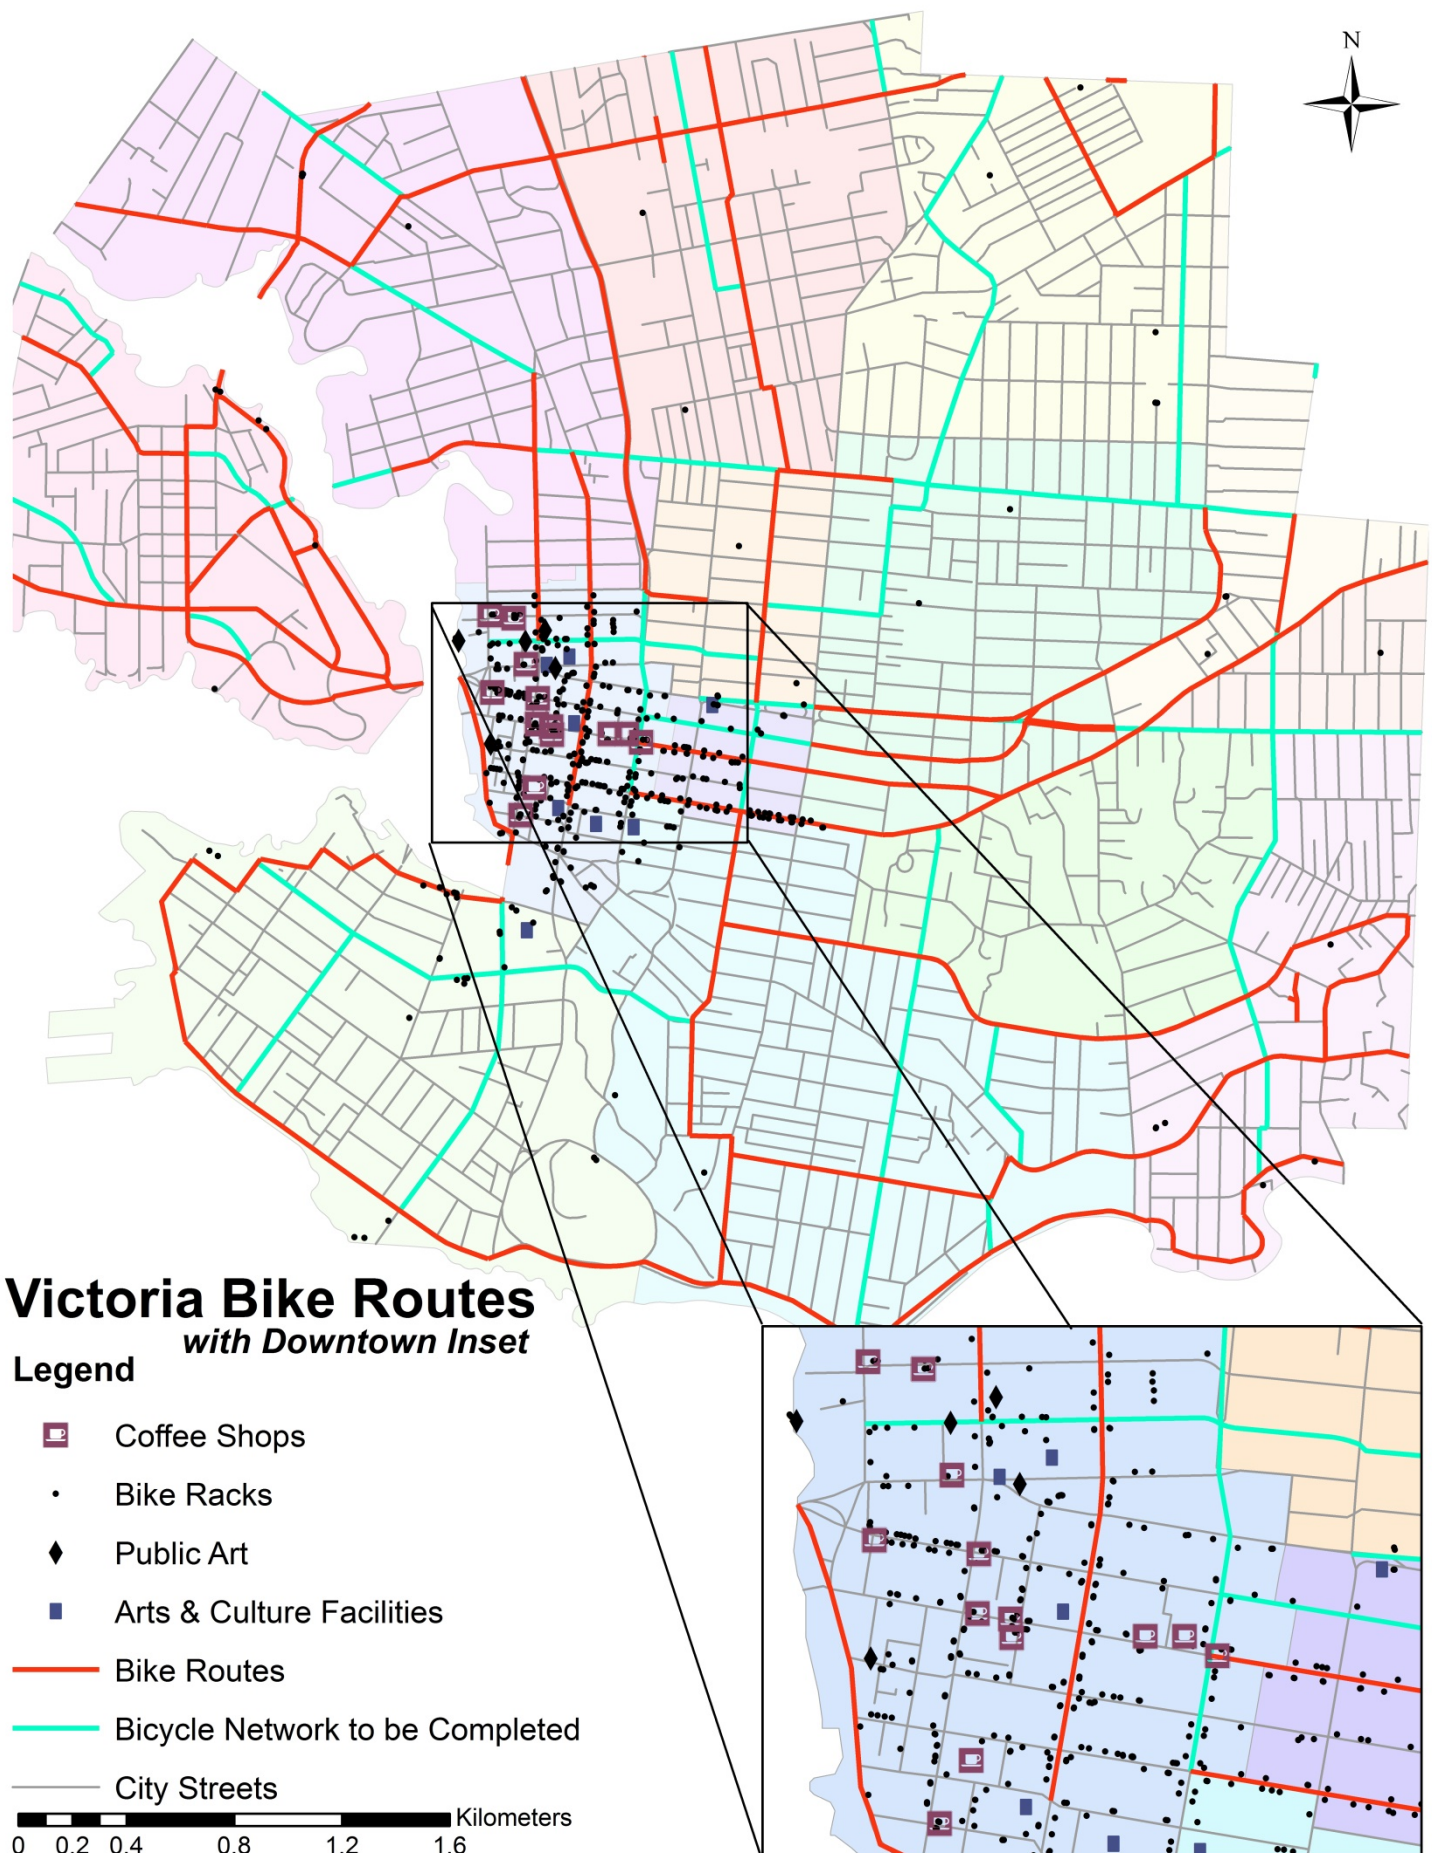 N
Victoria Bike Routes
with Downtown Inset
Legend
Coffee Shops
Bike Racks
Public Art
Arts & Culture Facilities
Bike Routes
Bicycle Network to be Completed
City Streets
Kilometers
0 0.2 0.4 0.8 1.2 1.6